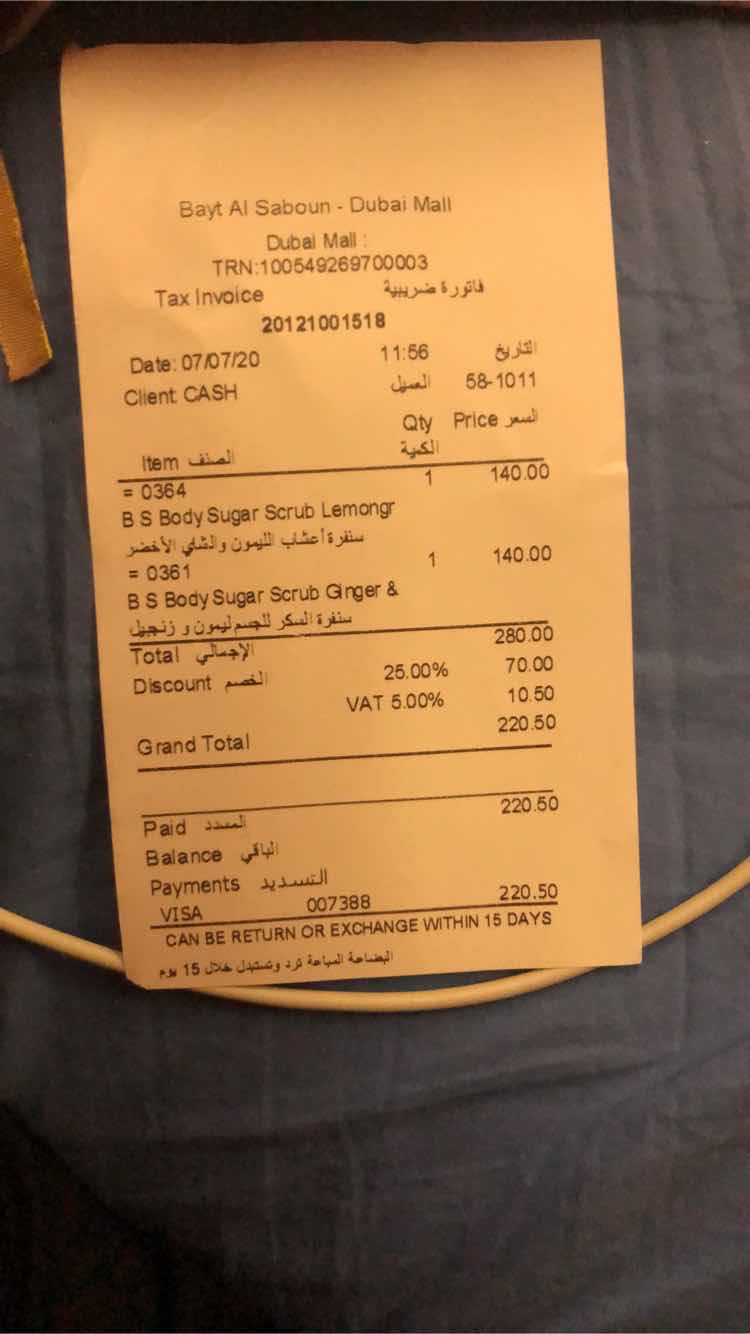 Bayt Al Saboun - Dubai Mall
Dubai Mall :
TRN:100549269700003
Tax Invoice فاتورة ضريبية
20121001518
Date: 07/07/20 11:56 التاريخ
Client: CASH العميل 58-1011
Qty Price السعر
Item الصنف الكمية
= 0364 1 140.00
B S Body Sugar Scrub Lemongr
سنفرة أعشاب الليمون والشاي الأخضر
= 0361 1 140.00
B S Body Sugar Scrub Ginger &
سنفرة السكر للجسم ليمون و زنجبيل
Total الإجمالي 280.00
Discount الخصم 25.00% 70.00
VAT 5.00% 10.50
Grand Total 220.50
Paid المسدد 220.50
Balance الباقي
Payments التسديد
VISA 007388 220.50
CAN BE RETURN OR EXCHANGE WITHIN 15 DAYS
البضاعة المباعة ترد وتستبدل خلال 15 يوم